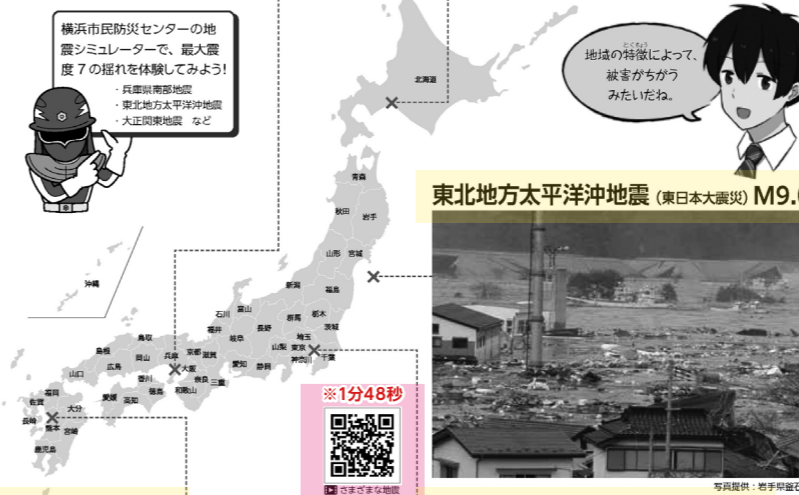 横浜市民防災センターの地
震シミュレーターで、最大震
度7の揺れを体験してみよう!
・兵庫県南部地震
・東北地方太平洋沖地震
・大正関東地震 など
地域の特徴によって、
とくちょう
被害がちがう
みたいだね。
北海道
東北地方太平洋沖地震(東日本大震災)M9.0
青森
秋田
岩手
山形
宮城
沖縄
新潟
福島
石川
富山
群馬
栃木
福井
長野
茨城
岐阜
埼玉
鳥取
山梨
東京
島根
岡山
兵庫
京都
滋賀
神奈川
千葉
広島
大阪
愛知
静岡
山口
香川
奈良
三重
福岡
愛媛
高知
徳島
和歌山
佐賀
大分
長崎
熊本
宮崎
鹿児島
※1分48秒
さまざまな地震
写真提供:岩手県釜石